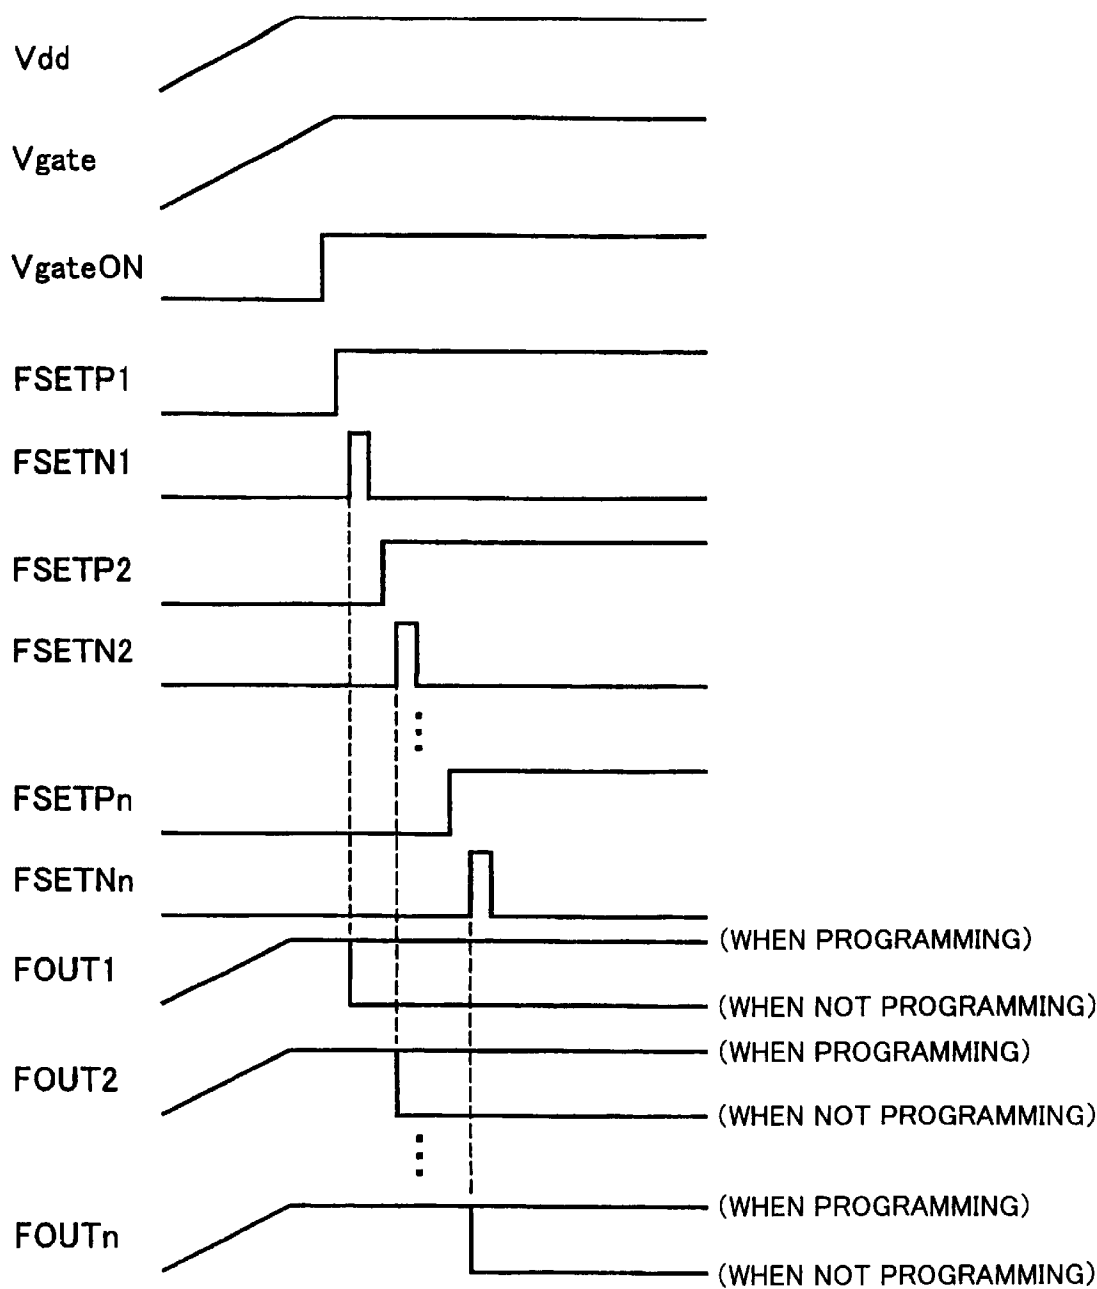 Vdd
Vgate
VgateON
FSETP1
FSETN1
FSETP2
FSETN2
FSETPn
FSETNn
FOUT1
(WHEN PROGRAMMING)
(WHEN NOT PROGRAMMING)
FOUT2
(WHEN PROGRAMMING)
(WHEN NOT PROGRAMMING)
FOUTn
(WHEN PROGRAMMING)
(WHEN NOT PROGRAMMING)